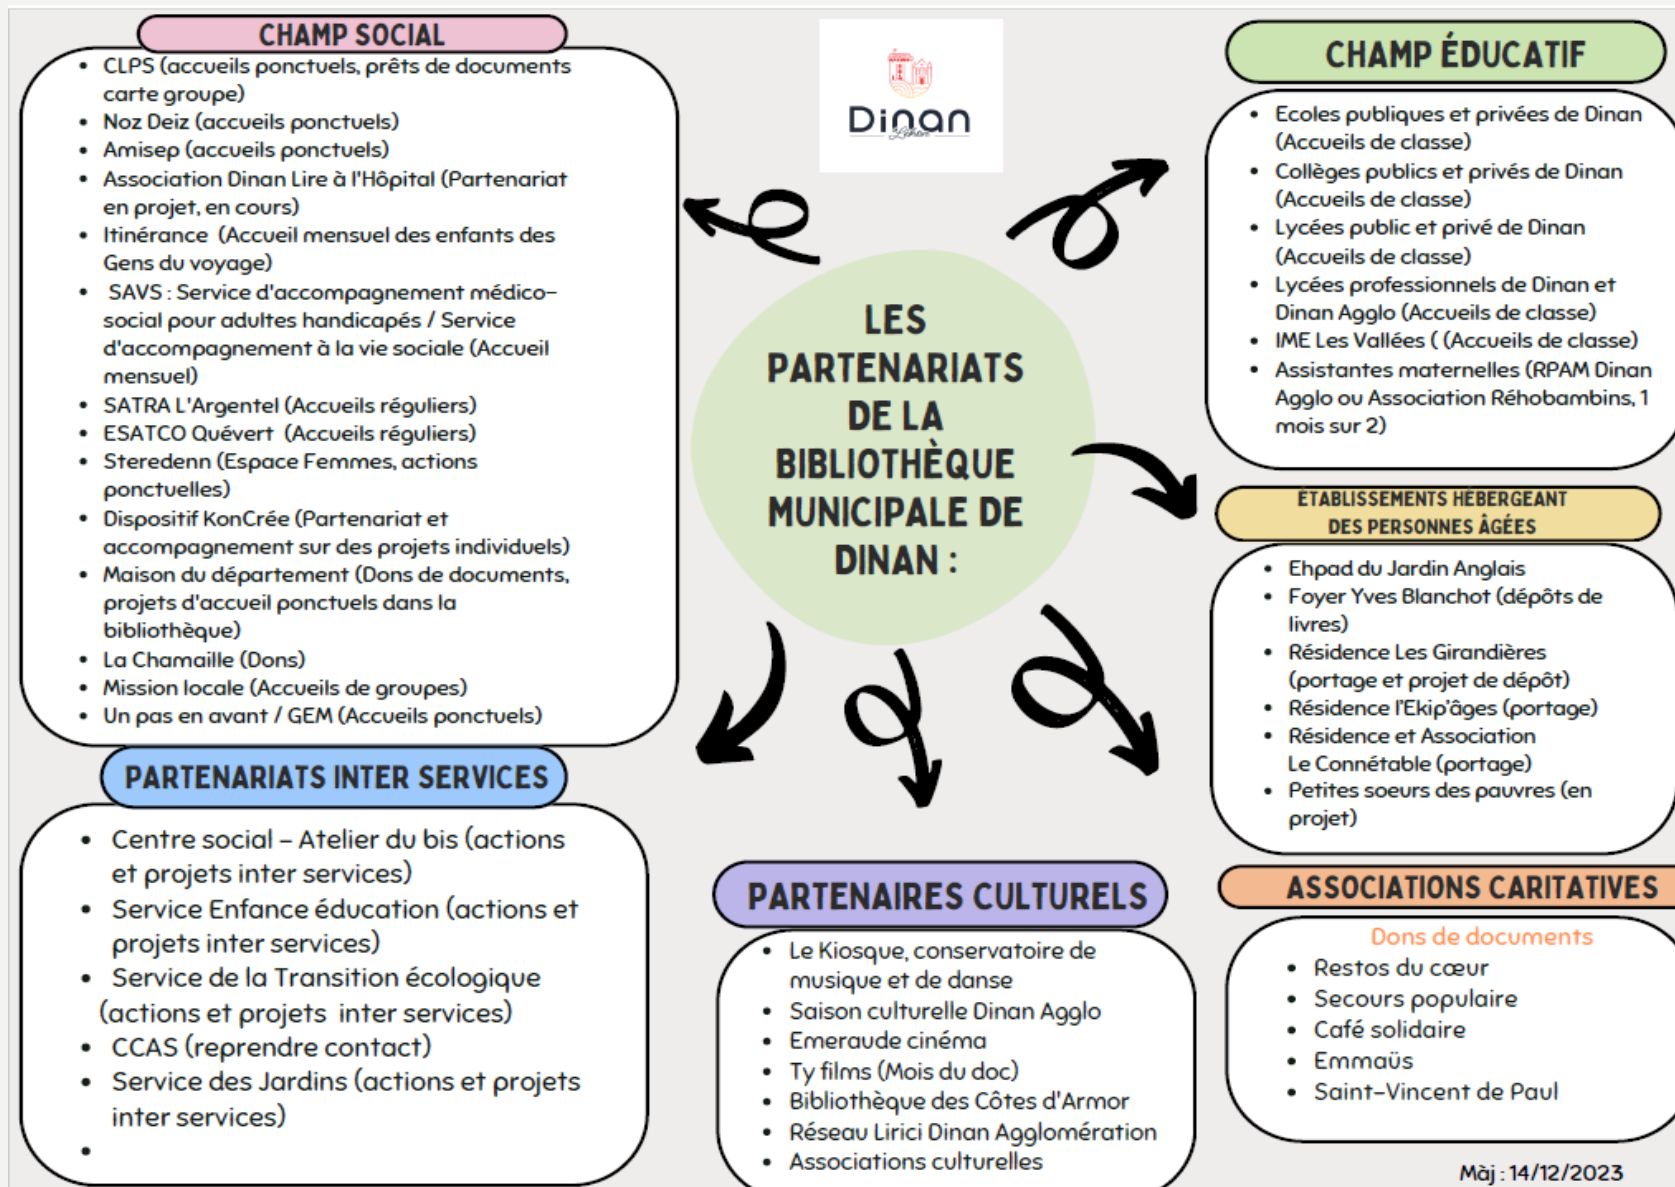 CHAMP SOCIAL
• CLPS (accueils ponctuels, prêts de documents
carte groupe)
• Noz Deiz (accueils ponctuels)
• Amisep (accueils ponctuels)
• Association Dinan Lire à l'Hôpital (Partenariat
en projet, en cours)
• Itinérance (Accueil mensuel des enfants des
Gens du voyage)
• SAVS : Service d'accompagnement médico-
social pour adultes handicapés / Service
d'accompagnement à la vie sociale (Accueil
mensuel)
• SATRA L'Argentel (Accueils réguliers)
• ESATCO Quévert (Accueils réguliers)
• Steredenn (Espace Femmes, actions
ponctuelles)
• Dispositif KonCrée (Partenariat et
accompagnement sur des projets individuels)
• Maison du département (Dons de documents,
projets d'accueil ponctuels dans la
bibliothèque)
• La Chamaille (Dons)
• Mission locale (Accueils de groupes)
• Un pas en avant / GEM (Accueils ponctuels)
PARTENARIATS INTER SERVICES
• Centre social - Atelier du bis (actions
et projets inter services)
• Service Enfance éducation (actions et
projets inter services)
• Service de la Transition écologique
(actions et projets inter services)
• CCAS (reprendre contact)
• Service des Jardins (actions et projets
inter services)
•
Dinan
Léhon
LES
PARTENARIATS
DE LA
BIBLIOTHÈQUE
MUNICIPALE DE
DINAN :
PARTENAIRES CULTURELS
• Le Kiosque, conservatoire de
musique et de danse
• Saison culturelle Dinan Agglo
• Emeraude cinéma
• Ty films (Mois du doc)
• Bibliothèque des Côtes d'Armor
• Réseau Lirici Dinan Agglomération
• Associations culturelles
CHAMP ÉDUCATIF
• Ecoles publiques et privées de Dinan
(Accueils de classe)
• Collèges publics et privés de Dinan
(Accueils de classe)
• Lycées public et privé de Dinan
(Accueils de classe)
• Lycées professionnels de Dinan et
Dinan Agglo (Accueils de classe)
• IME Les Vallées ( (Accueils de classe)
• Assistantes maternelles (RPAM Dinan
Agglo ou Association Réhobambins, 1
mois sur 2)
ÉTABLISSEMENTS HÉBERGEANT
DES PERSONNES ÂGÉES
• Ehpad du Jardin Anglais
• Foyer Yves Blanchot (dépôts de
livres)
• Résidence Les Girandières
(portage et projet de dépôt)
• Résidence l'Ekip'âges (portage)
• Résidence et Association
Le Connétable (portage)
• Petites soeurs des pauvres (en
projet)
ASSOCIATIONS CARITATIVES
Dons de documents
• Restos du cœur
• Secours populaire
• Café solidaire
• Emmaüs
• Saint-Vincent de Paul
Màj : 14/12/2023